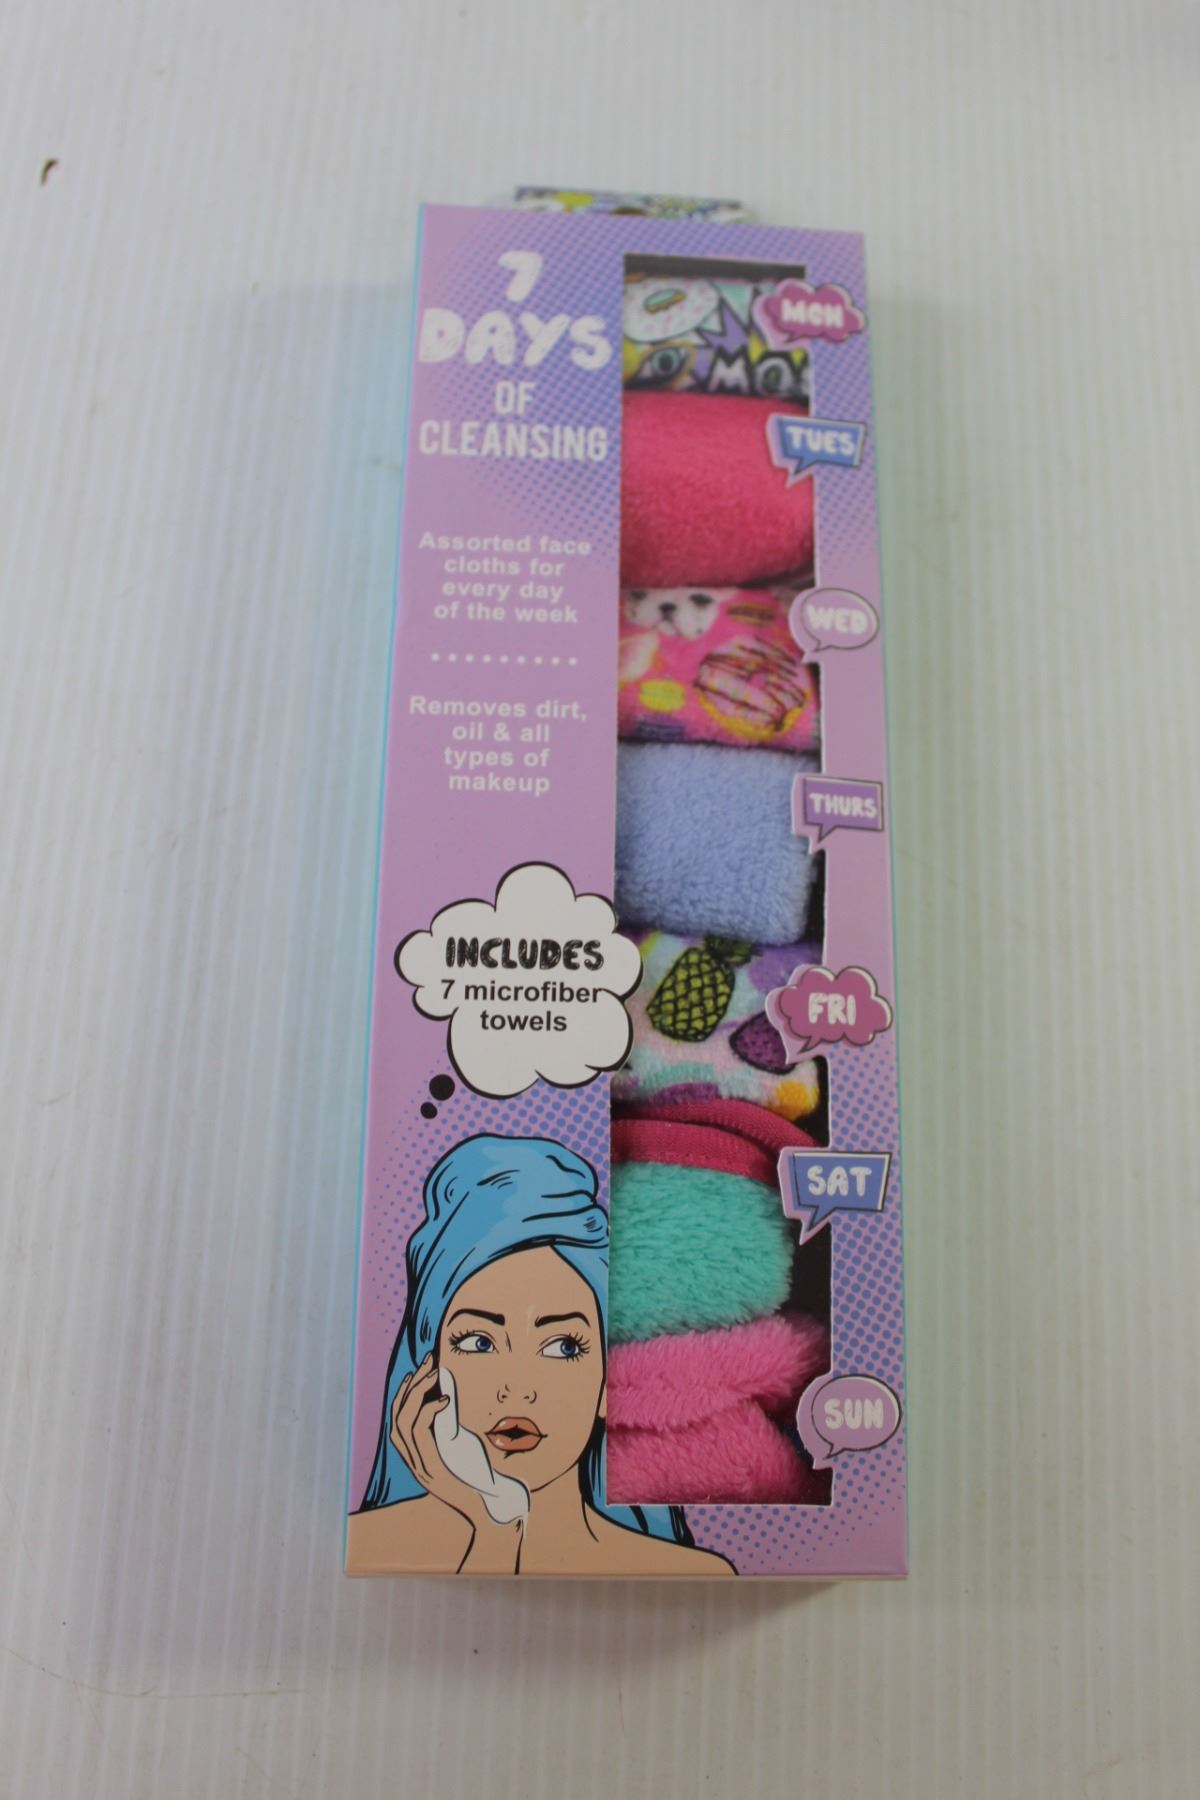 7
DAYS
OF
CLEANSING
Assorted face
cloths for
every day
of the week
Removes dirt,
oil & all
types of
makeup
INCLUDES
7 microfiber
towels
MON
TUES
WED
THURS
FRI
SAT
SUN